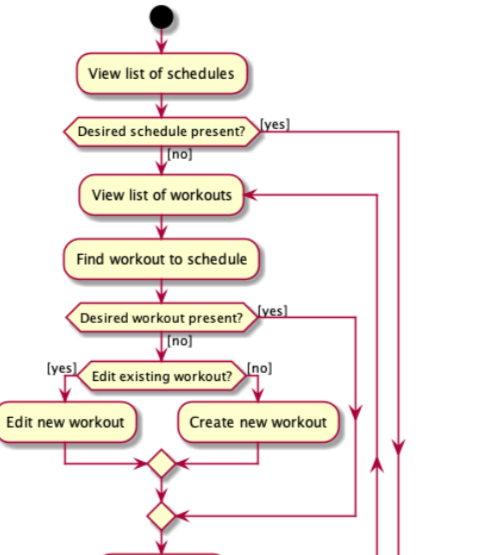 View list of schedules
Desired schedule present?
[yes]
[no]
View list of workouts
Find workout to schedule
Desired workout present?
[yes]
[no]
[yes]
Edit existing workout?
[no]
Edit new workout
Create new workout